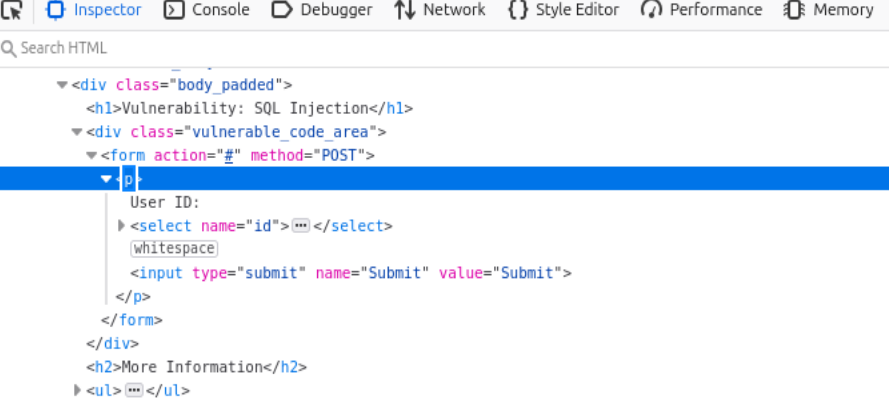 Inspector Console Debugger Network Style Editor Performance Memory
Search HTML
<div class="body_padded">
<h1>Vulnerability: SQL Injection</h1>
<div class="vulnerable_code_area">
<form action="#" method="POST">
<p>
User ID:
<select name="id">…</select>
whitespace
<input type="submit" name="Submit" value="Submit">
</p>
</form>
</div>
<h2>More Information</h2>
<ul>…</ul>